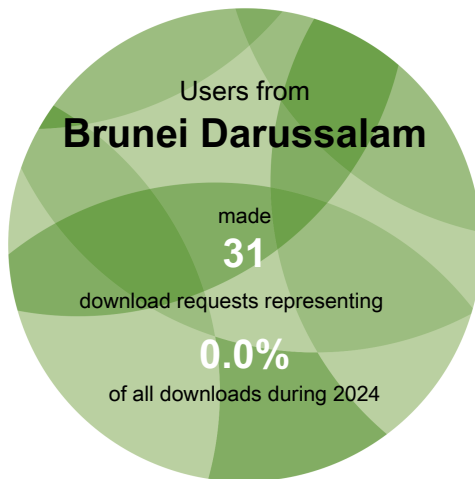 Users from
Brunei Darussalam
made
31
download requests representing
0.0%
of all downloads during 2024